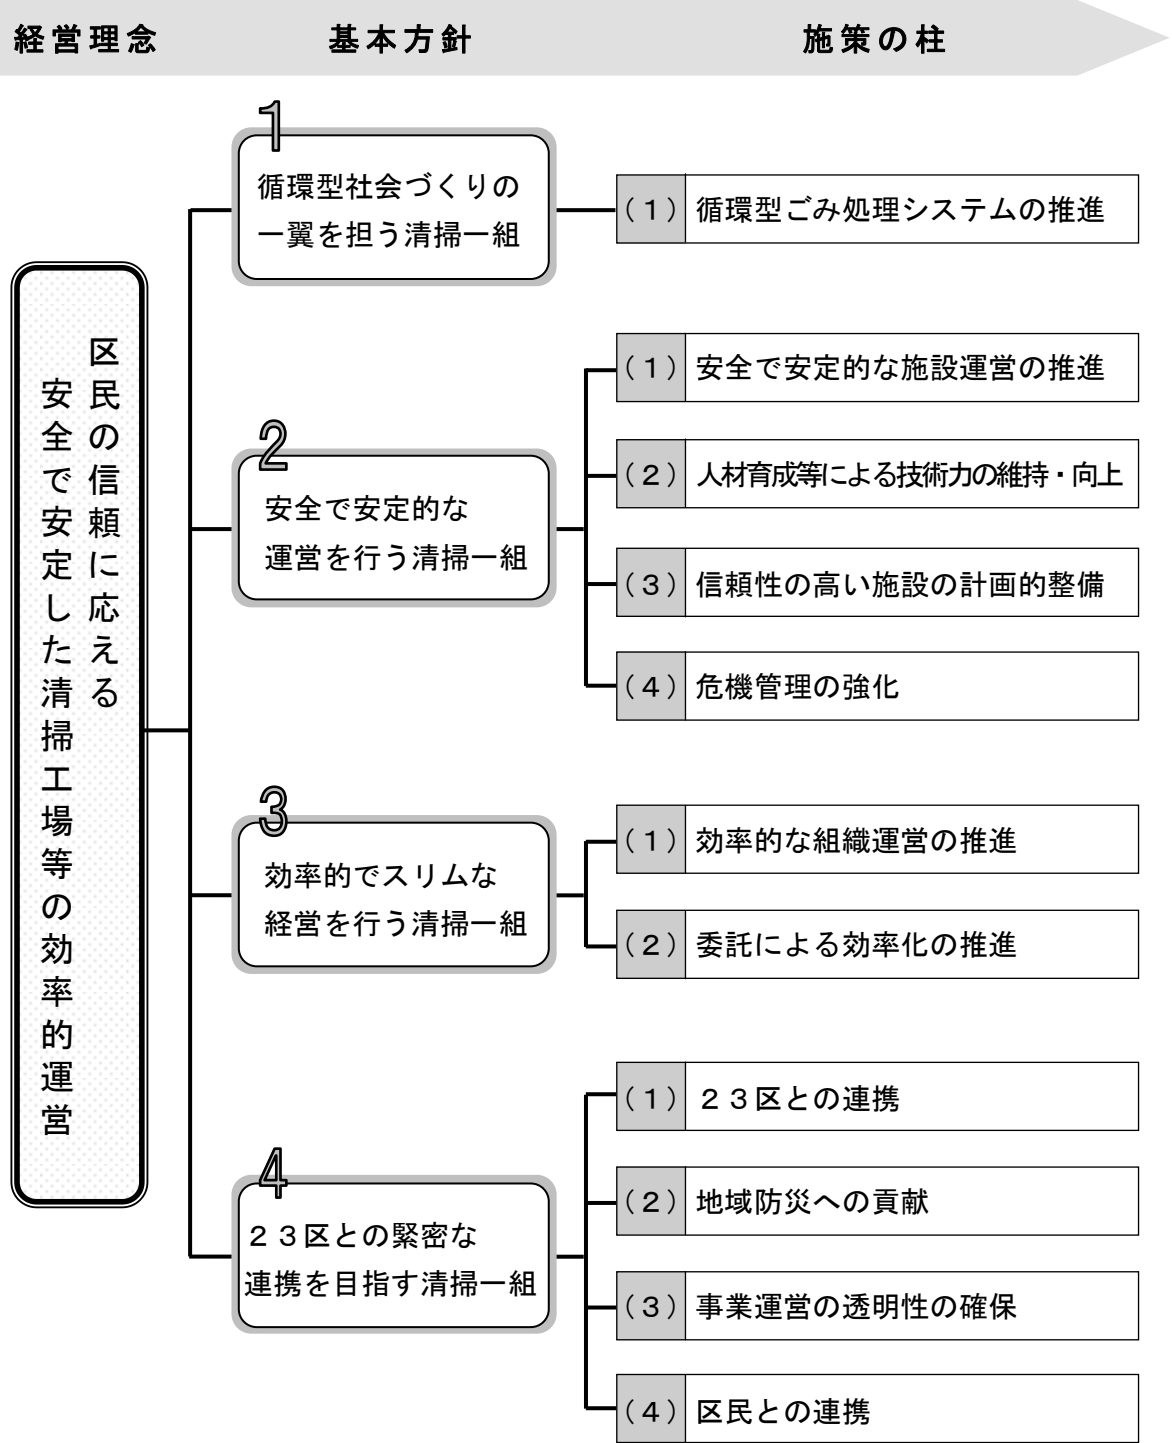 経営理念　基本方針　施策の柱
区民の信頼に応える
安全で安定した清掃工場等の効率的運営
1
循環型社会づくりの
一翼を担う清掃一組
（１）循環型ごみ処理システムの推進
2
安全で安定的な
運営を行う清掃一組
（１）安全で安定的な施設運営の推進
（２）人材育成等による技術力の維持・向上
（３）信頼性の高い施設の計画的整備
（４）危機管理の強化
3
効率的でスリムな
経営を行う清掃一組
（１）効率的な組織運営の推進
（２）委託による効率化の推進
4
２３区との緊密な
連携を目指す清掃一組
（１）２３区との連携
（２）地域防災への貢献
（３）事業運営の透明性の確保
（４）区民との連携